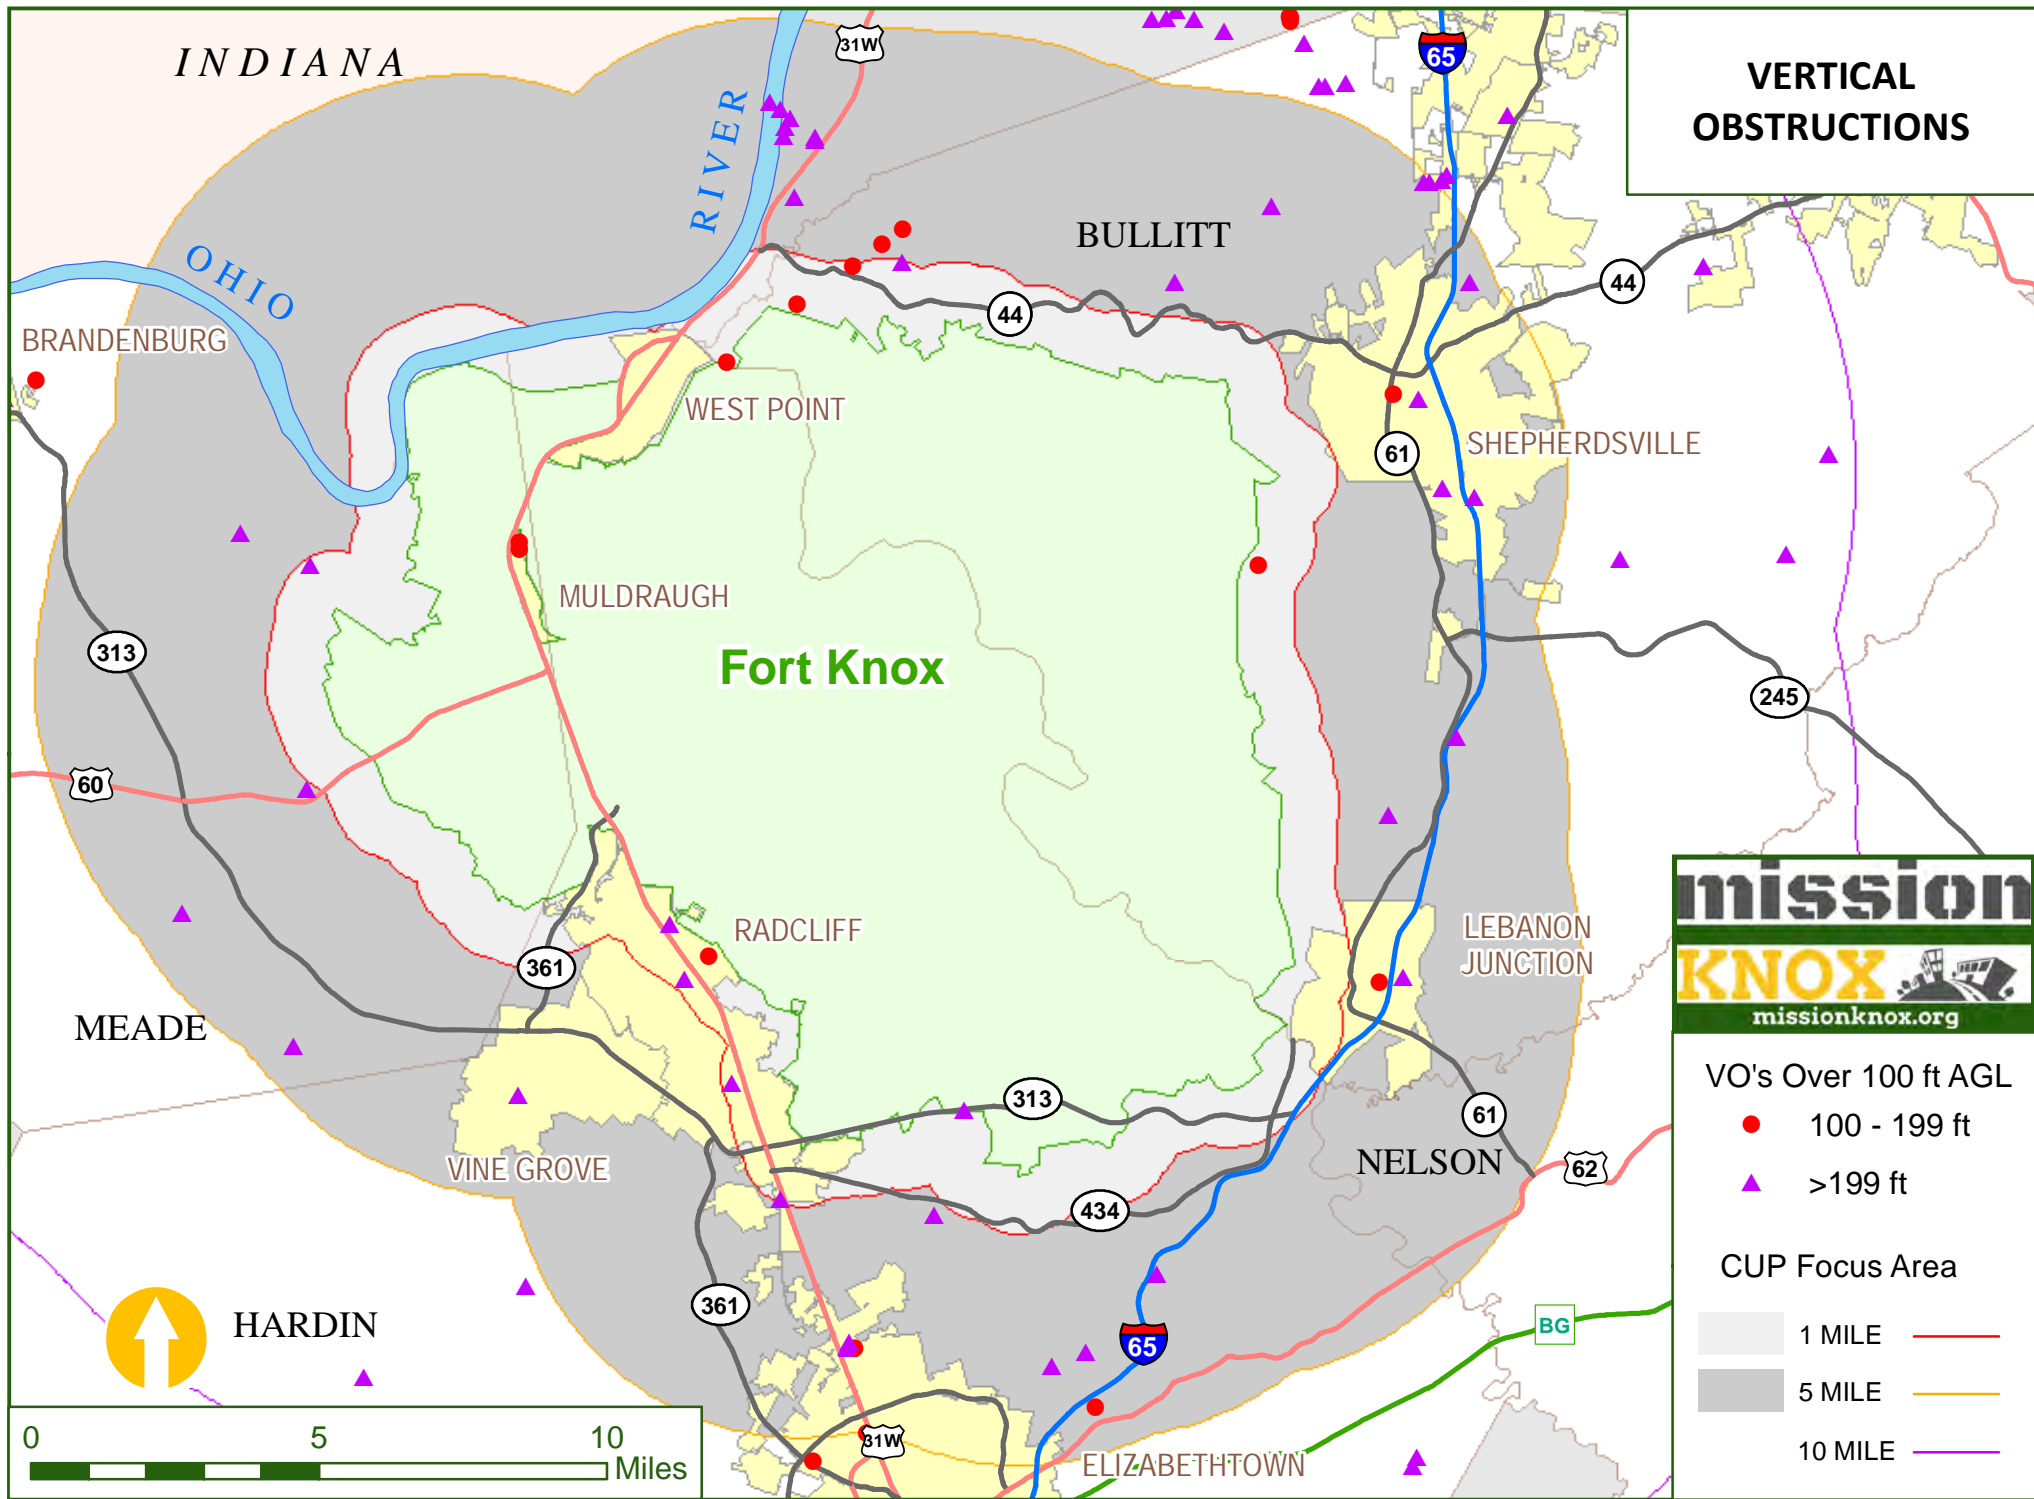 VERTICAL
OBSTRUCTIONS
INDIANA
31W
65
RIVER
BULLITT
OHIO
44
44
BRANDENBURG
WEST POINT
SHEPHERDSVILLE
61
MULDRAUGH
313
Fort Knox
245
60
RADCLIFF
LEBANON
JUNCTION
361
MEADE
313
61
VINE GROVE
NELSON
62
434
361
HARDIN
BG
65
31W
ELIZABETHTOWN
0 5 10
Miles
mission
KNOX
missionknox.org
VO's Over 100 ft AGL
100 - 199 ft
>199 ft
CUP Focus Area
1 MILE
5 MILE
10 MILE